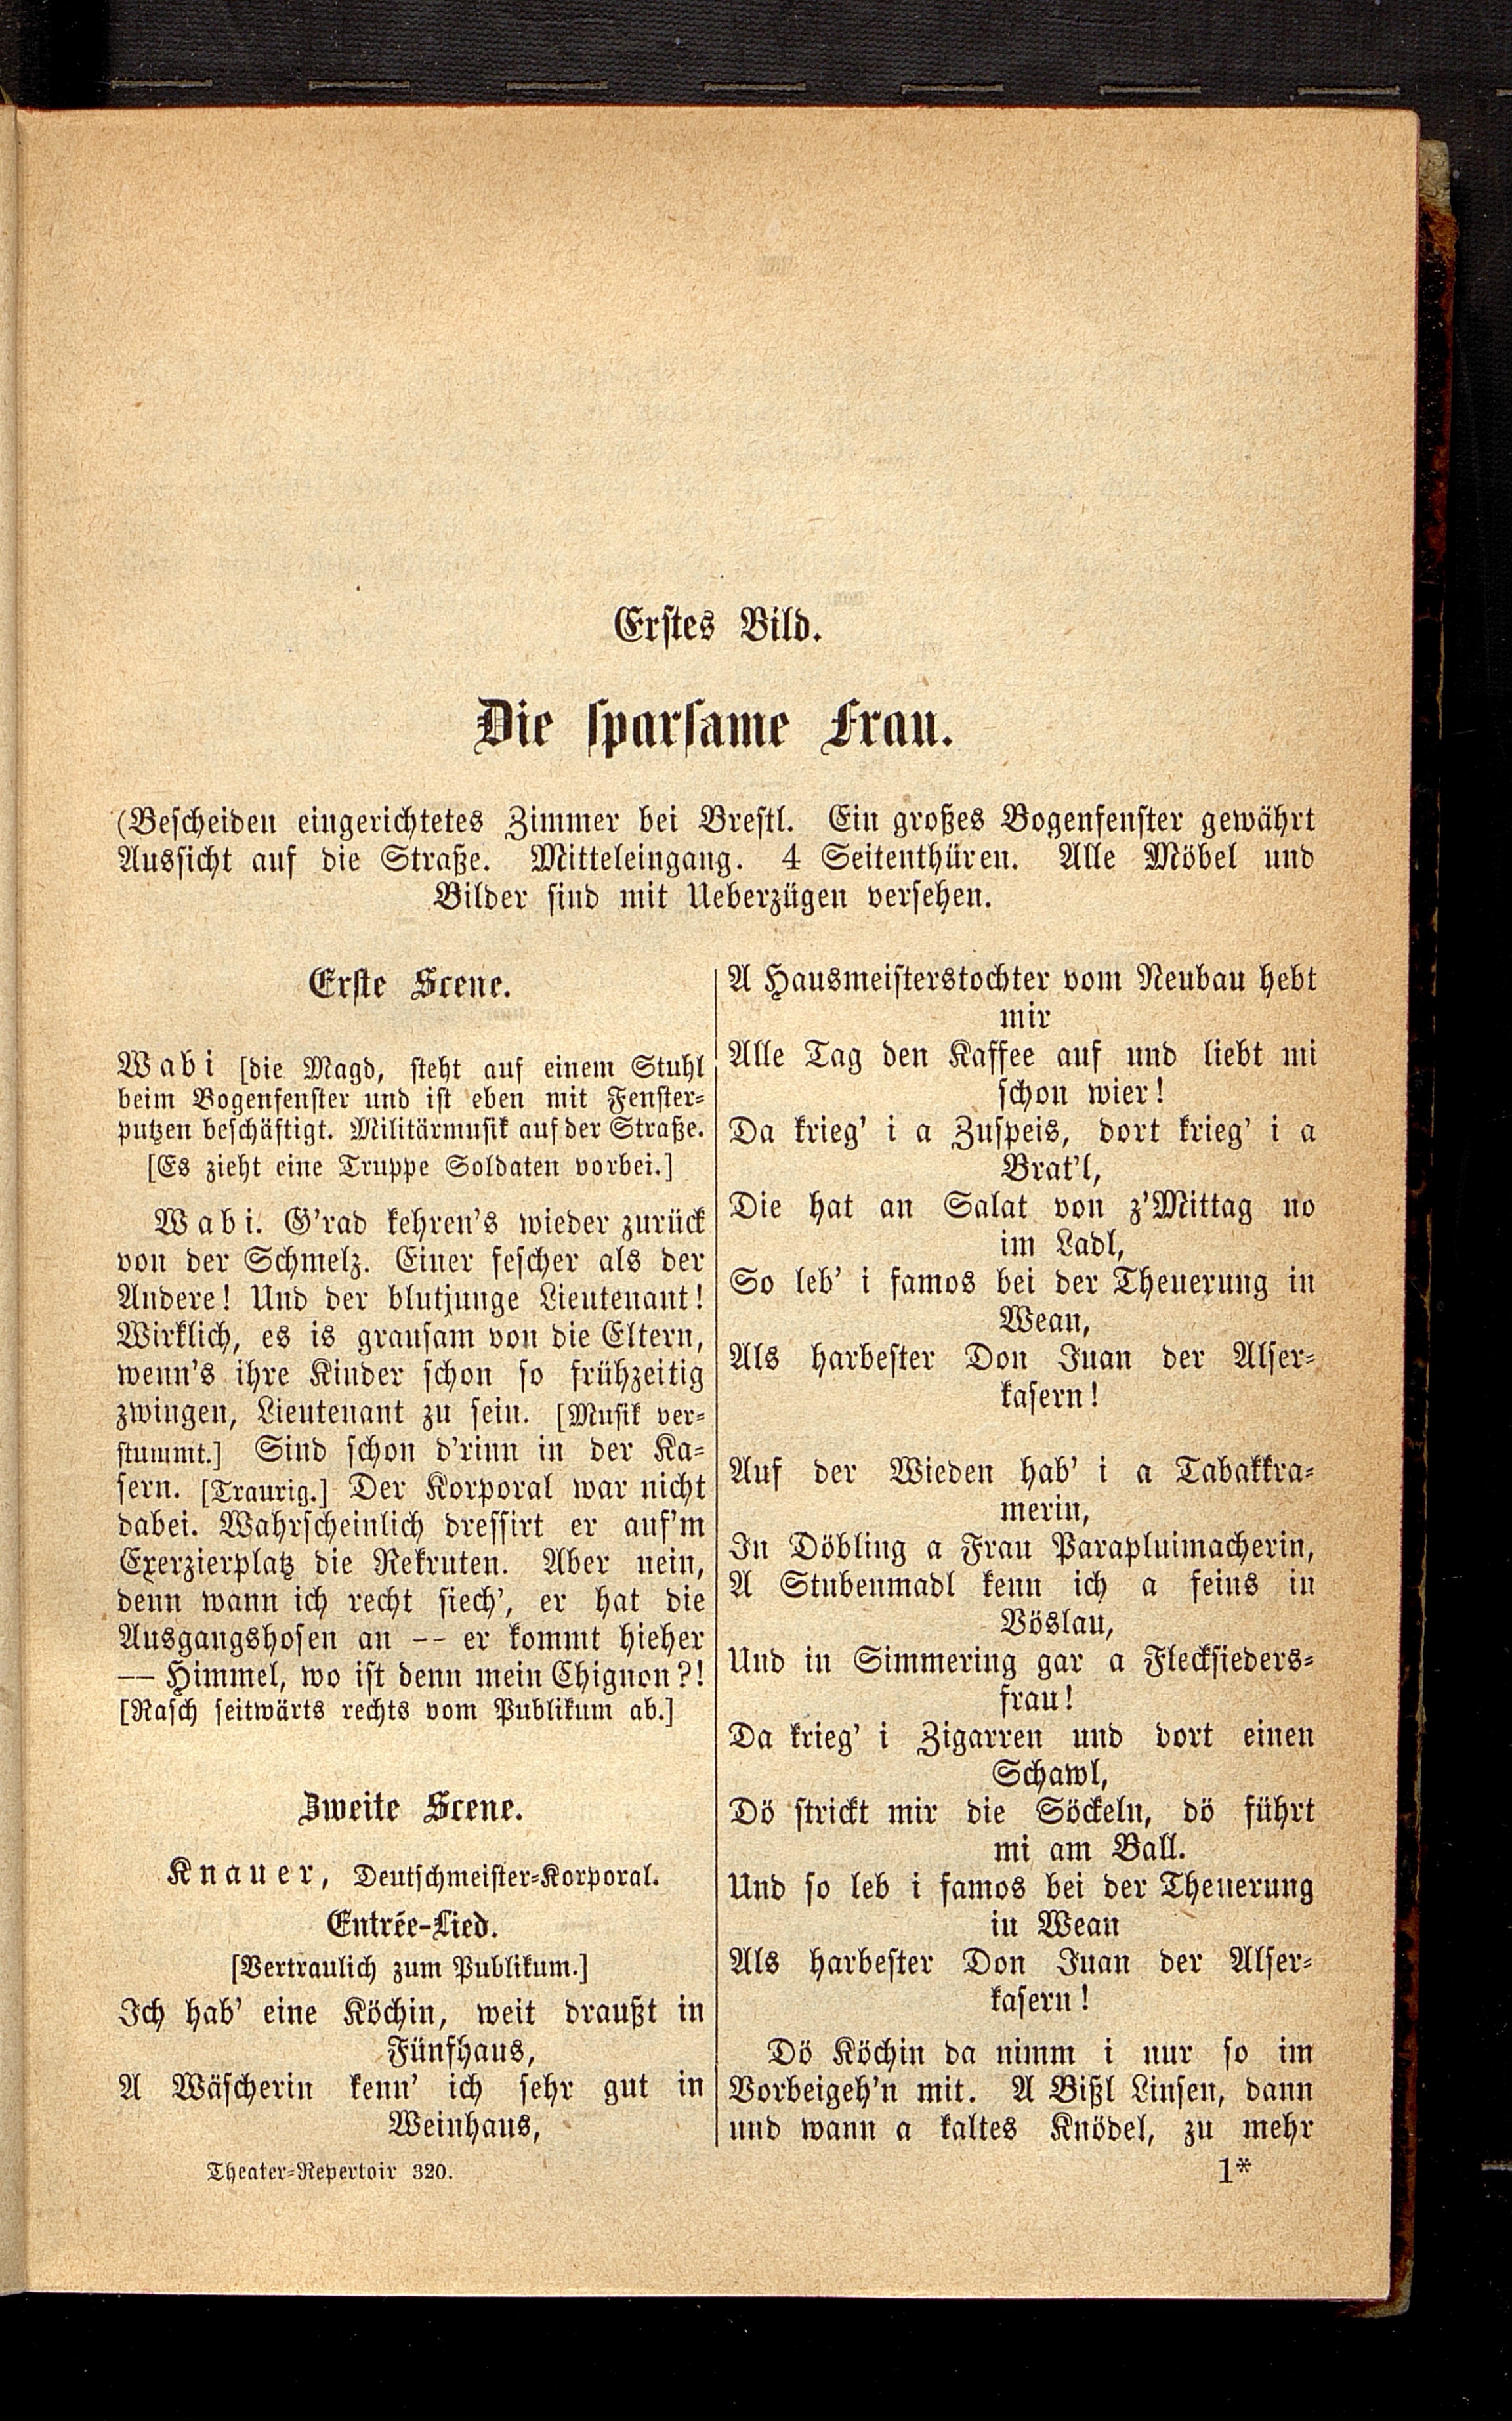 Erstes Bild.
Die sparsame Frau.
(Bescheiden eingerichtetes Zimmer bei Brestl. Ein großes Bogenfenster gewährt
Aussicht auf die Straße. Mitteleingang. 4 Seitenthüren. Alle Möbel und
Bilder sind mit Ueberzügen versehen.
Erste Scene.
Wabi [die Magd, steht auf einem Stuhl
beim Bogenfenster und ist eben mit Fenster-
putzen beschäftigt. Militärmusik auf der Straße.
[Es zieht eine Truppe Soldaten vorbei.]
Wabi. G'rad kehren's wieder zurück
von der Schmelz. Einer fescher als der
Andere! Und der blutjunge Lieutenant!
Wirklich, es is grausam von die Eltern,
wenn's ihre Kinder schon so frühzeitig
zwingen, Lieutenant zu sein. [Musik ver-
stummt.] Sind schon d'rinn in der Ka-
sern. [Traurig.] Der Korporal war nicht
dabei. Wahrscheinlich dressirt er auf'm
Exerzierplatz die Rekruten. Aber nein,
denn wann ich recht siech', er hat die
Ausgangshosen an -- er kommt hieher
— Himmel, wo ist denn mein Chignon?!
[Rasch seitwärts rechts vom Publikum ab.]
Zweite Scene.
Knauer, Deutschmeister-Korporal.
Entrée-Lied.
[Vertraulich zum Publikum.]
Ich hab' eine Köchin, weit draußt in
Fünfhaus,
A Wäscherin kenn' ich sehr gut in
Weinhaus,
Theater-Repertoir 320.
A Hausmeisterstochter vom Neubau hebt
mir
Alle Tag den Kaffee auf und liebt mi
schon wier!
Da krieg' i a Zuspeis, dort krieg' i a
Brat'l,
Die hat an Salat von z'Mittag no
im Ladl,
So leb' i famos bei der Theuerung in
Wean,
Als harbester Don Juan der Alser-
kasern!
Auf der Wieden hab' i a Tabakkra-
merin,
In Döbling a Frau Parapluimacherin,
A Stubenmadl kenn ich a feins in
Vöslau,
Und in Simmering gar a Flecksieders-
frau!
Da krieg' i Zigarren und dort einen
Schawl,
Dö strickt mir die Söckeln, dö führt
mi am Ball.
Und so leb i famos bei der Theuerung
in Wean
Als harbester Don Juan der Alser-
kasern!
Dö Köchin da nimm i nur so im
Vorbeigeh'n mit. A Bißl Linsen, dann
und wann a kaltes Knödel, zu mehr
1*